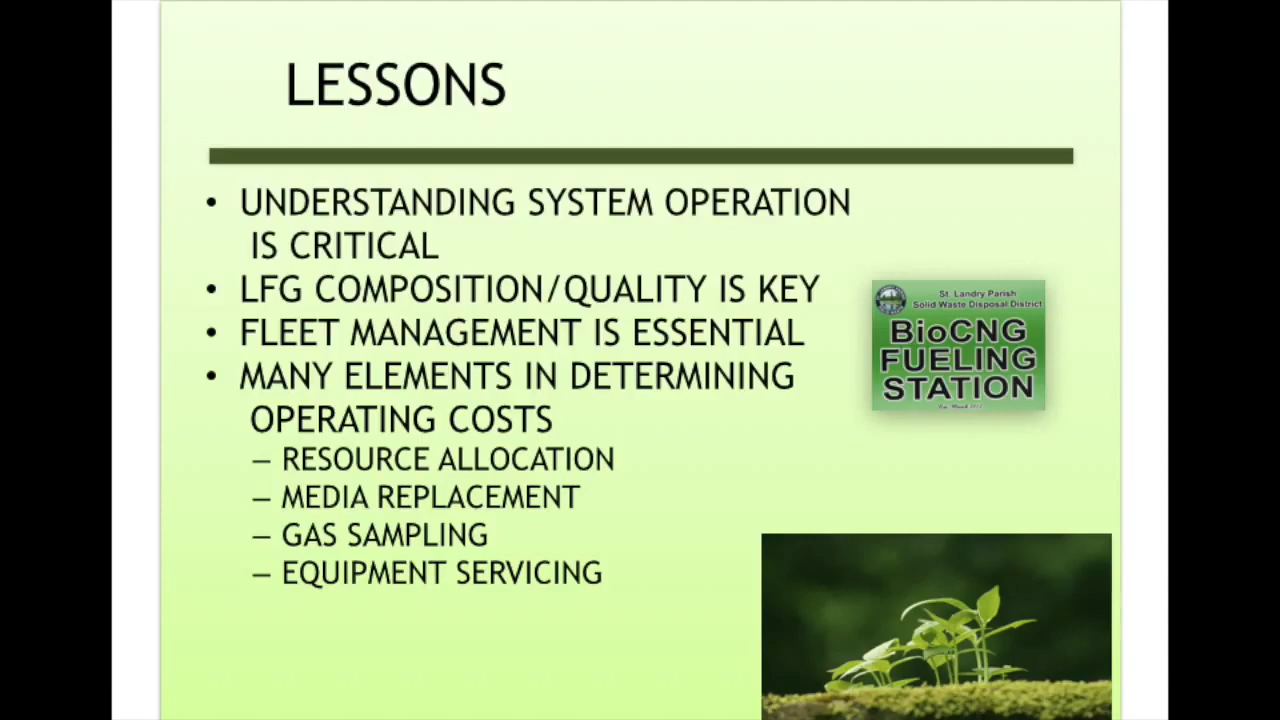 LESSONS
• UNDERSTANDING SYSTEM OPERATION
IS CRITICAL
• LFG COMPOSITION/QUALITY IS KEY
• FLEET MANAGEMENT IS ESSENTIAL
• MANY ELEMENTS IN DETERMINING
OPERATING COSTS
– RESOURCE ALLOCATION
– MEDIA REPLACEMENT
– GAS SAMPLING
– EQUIPMENT SERVICING
St. Landry Parish
Solid Waste Disposal District
BioCNG
FUELING
STATION